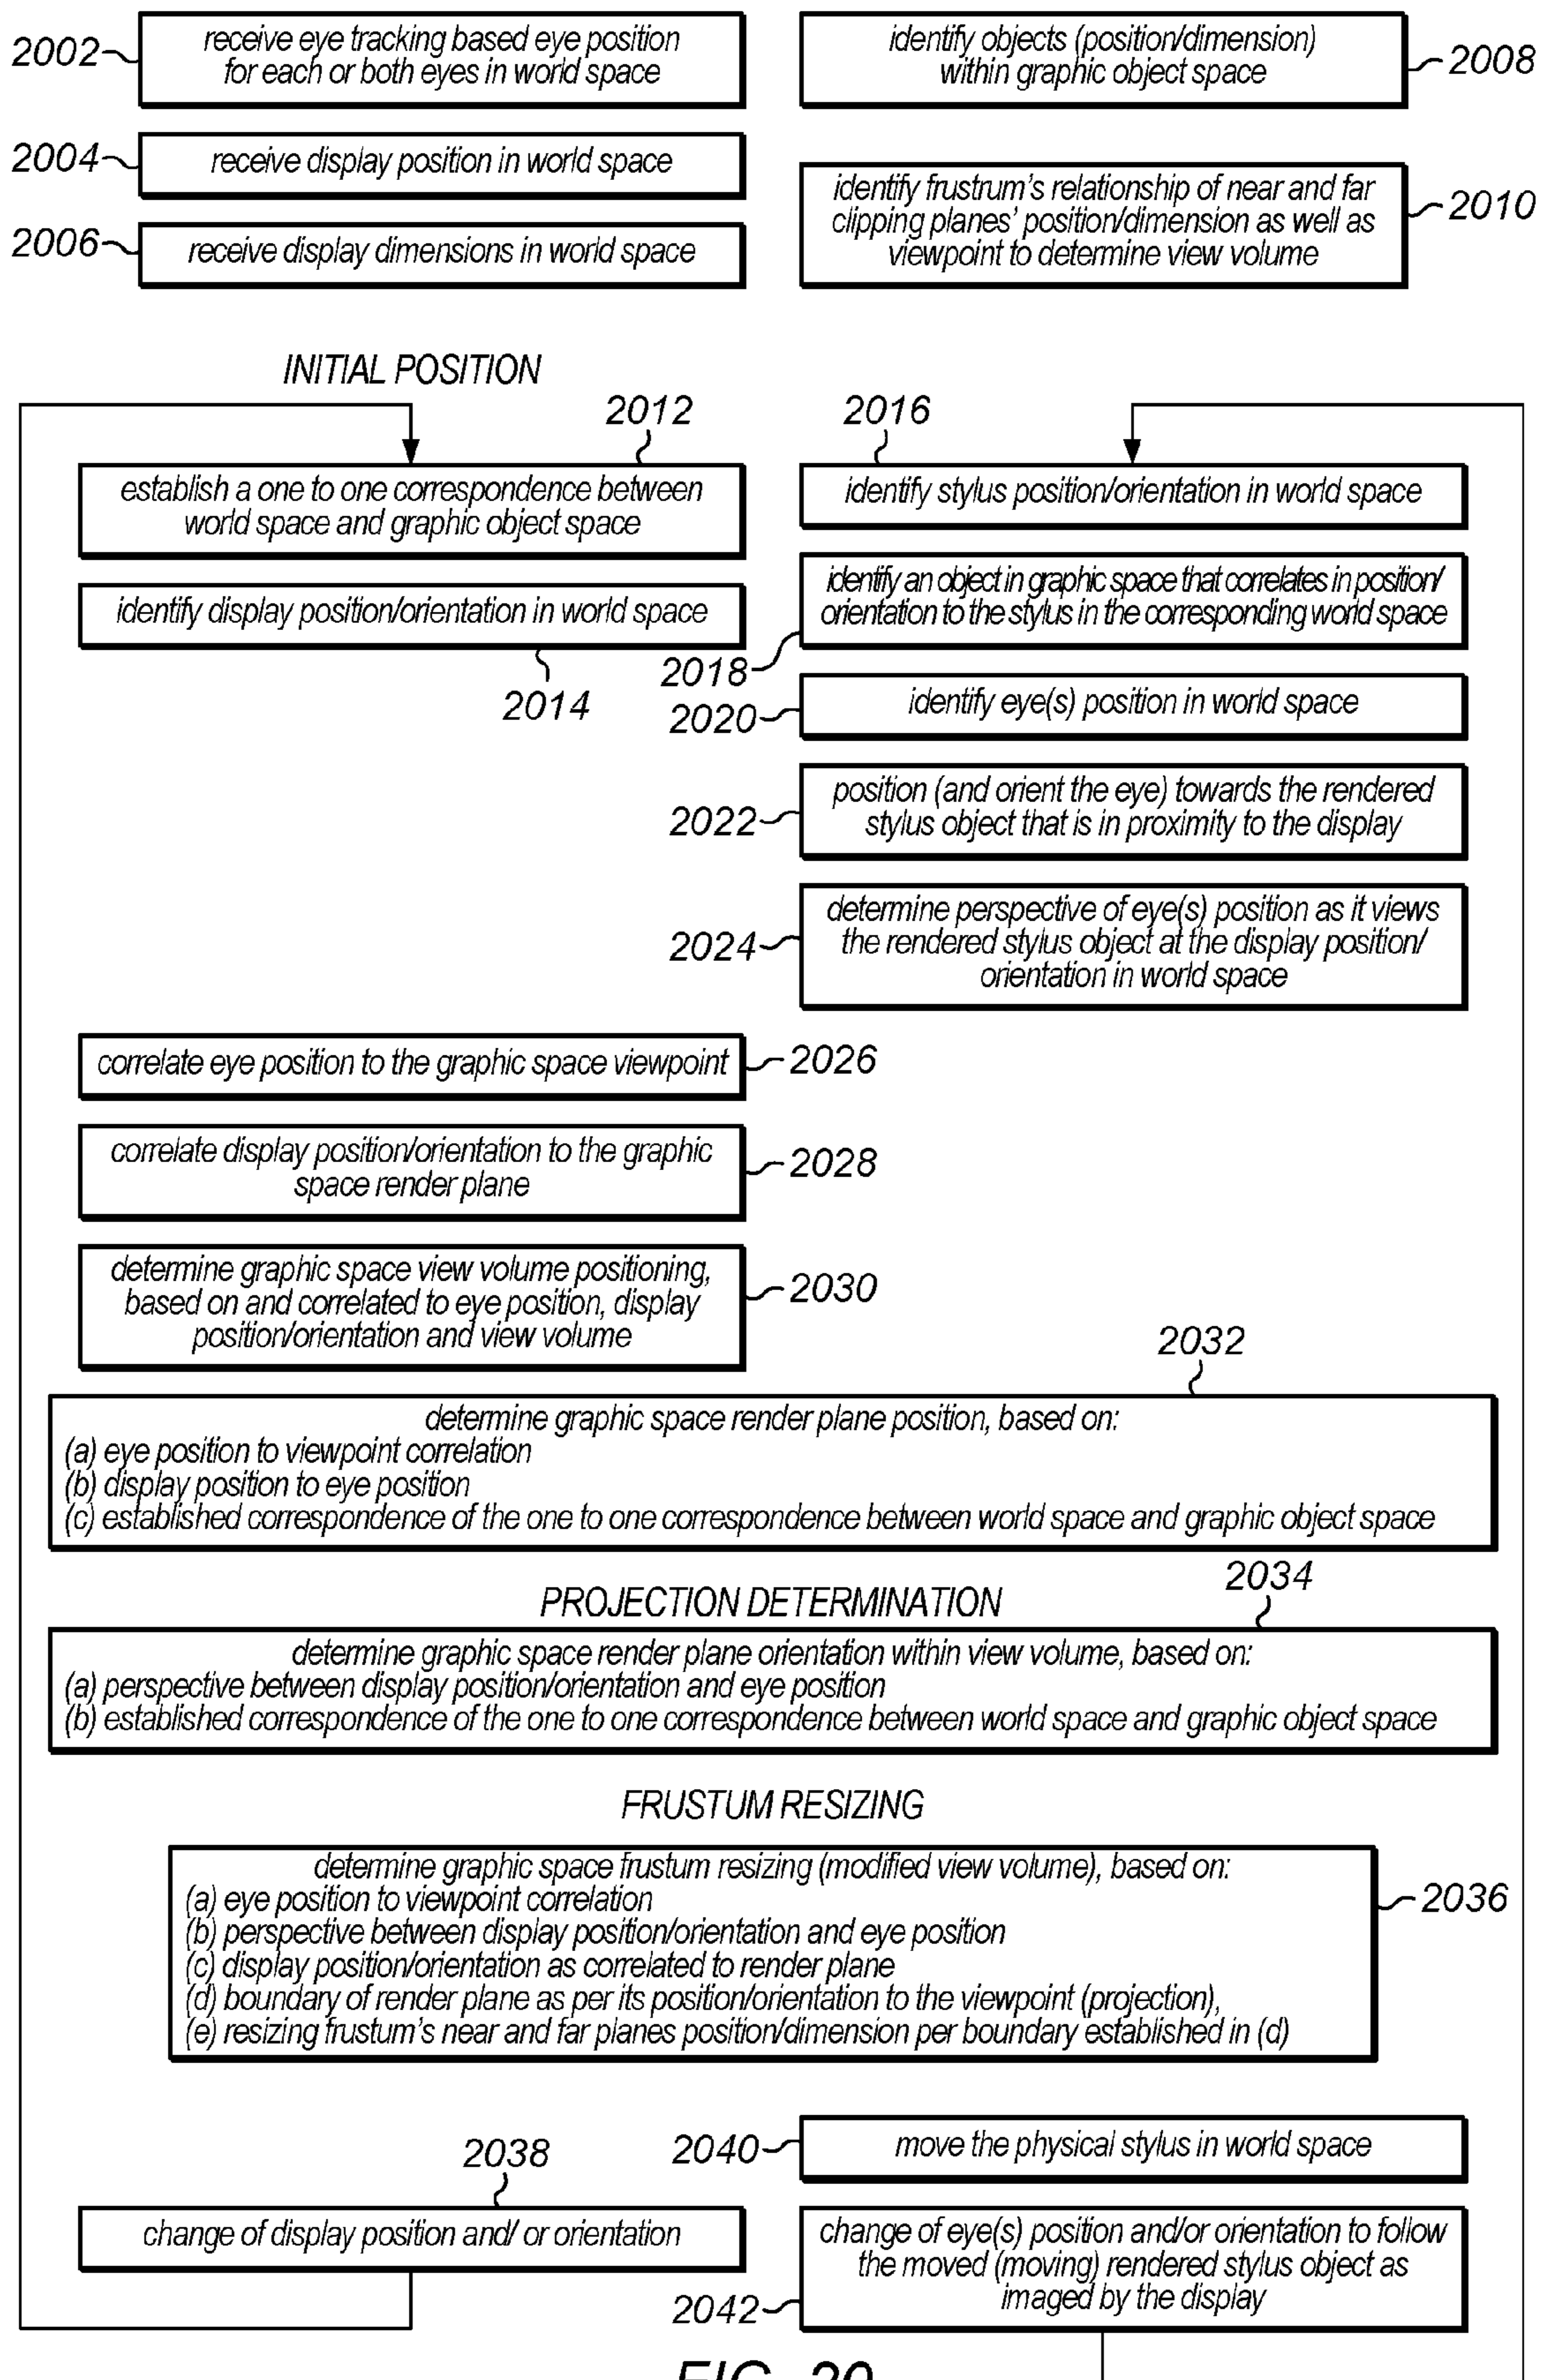 2002
receive eye tracking based eye position
for each or both eyes in world space
identify objects (position/dimension)
within graphic object space
2008
2004
receive display position in world space
2006
receive display dimensions in world space
identify frustrum's relationship of near and far
clipping planes' position/dimension as well as
viewpoint to determine view volume
2010
INITIAL POSITION
2012
establish a one to one correspondence between
world space and graphic object space
identify display position/orientation in world space
2014
2016
identify stylus position/orientation in world space
identify an object in graphic space that correlates in position/
orientation to the stylus in the corresponding world space
2018
identify eye(s) position in world space
2020
position (and orient the eye) towards the rendered
stylus object that is in proximity to the display
2022
determine perspective of eye(s) position as it views
the rendered stylus object at the display position/
orientation in world space
2024
correlate eye position to the graphic space viewpoint
2026
correlate display position/orientation to the graphic
space render plane
2028
determine graphic space view volume positioning,
based on and correlated to eye position, display
position/orientation and view volume
2030
2032
determine graphic space render plane position, based on:
(a) eye position to viewpoint correlation
(b) display position to eye position
(c) established correspondence of the one to one correspondence between world space and graphic object space
PROJECTION DETERMINATION
2034
determine graphic space render plane orientation within view volume, based on:
(a) perspective between display position/orientation and eye position
(b) established correspondence of the one to one correspondence between world space and graphic object space
FRUSTUM RESIZING
determine graphic space frustum resizing (modified view volume), based on:
(a) eye position to viewpoint correlation
(b) perspective between display position/orientation and eye position
(c) display position/orientation as correlated to render plane
(d) boundary of render plane as per its position/orientation to the viewpoint (projection),
(e) resizing frustum's near and far planes position/dimension per boundary established in (d)
2036
2040
move the physical stylus in world space
2038
change of display position and/ or orientation
change of eye(s) position and/or orientation to follow
the moved (moving) rendered stylus object as
imaged by the display
2042
FIG. 20